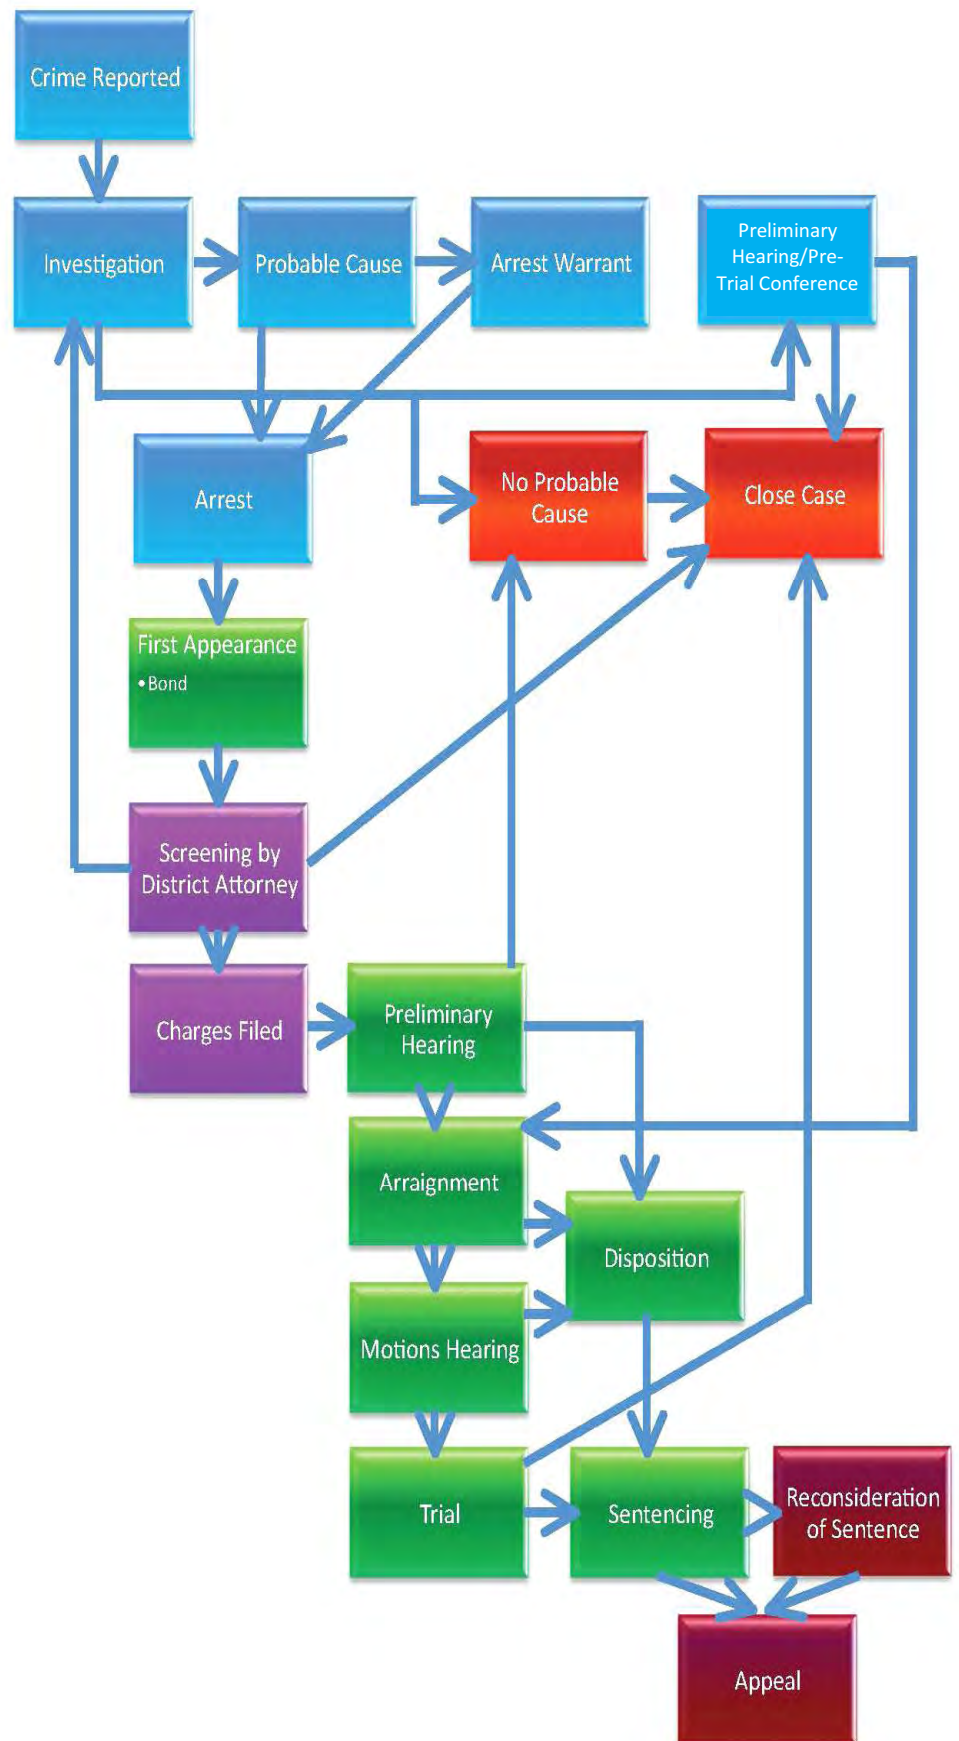 Crime Reported
Investigation
Probable Cause
Arrest Warrant
Preliminary
Hearing/Pre-
Trial Conference
Arrest
No Probable
Cause
Close Case
First Appearance
•Bond
Screening by
District Attorney
Charges Filed
Preliminary
Hearing
Arraignment
Disposition
Motions Hearing
Trial
Sentencing
Reconsideration
of Sentence
Appeal